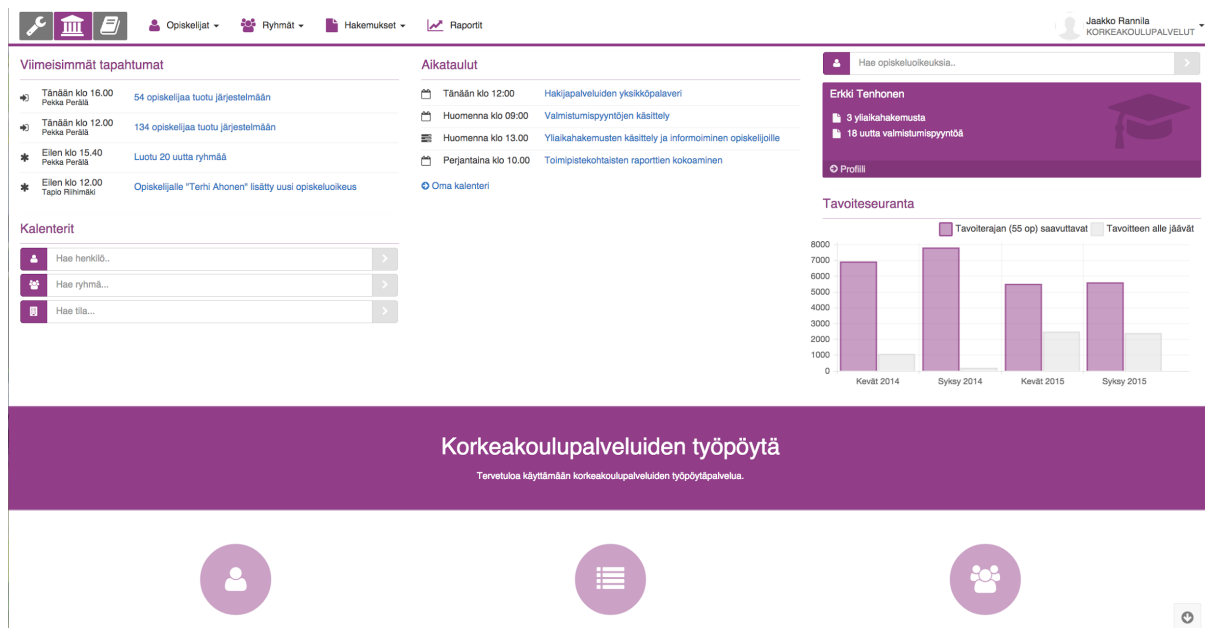 Opiskelijat
Ryhmät
Hakemukset
Raportit
Jaakko Rannila
KORKEAKOULUPALVELUT
Viimeisimmät tapahtumat
Tänään klo 16.00
Pekka Perälä
54 opiskelijaa tuotu järjestelmään
Tänään klo 12.00
Pekka Perälä
134 opiskelijaa tuotu järjestelmään
Eilen klo 15.40
Pekka Perälä
Luotu 20 uutta ryhmää
Eilen klo 12.00
Tapio Riihimäki
Opiskelijalle "Terhi Ahonen" lisätty uusi opiskeluoikeus
Kalenterit
Hae henkilö..
Hae ryhmä...
Hae tila...
Aikataulut
Tänään klo 12:00 Hakijapalveluiden yksikköpalaveri
Huomenna klo 09:00 Valmistumispyyntöjen käsittely
Huomenna klo 13.00 Yliaikahakemusten käsittely ja informoiminen opiskelijoille
Perjantaina klo 10.00 Toimipistekohtaisten raporttien kokoaminen
Oma kalenteri
Hae opiskeluoikeuksia..
Erkki Tenhonen
3 yliaikahakemusta
18 uutta valmistumispyyntöä
Profiili
Tavoiteseuranta
Tavoiterajan (55 op) saavuttavat Tavoitteen alle jäävät
8000
7000
6000
5000
4000
3000
2000
1000
0
Kevät 2014 Syksy 2014 Kevät 2015 Syksy 2015
Korkeakoulupalveluiden työpöytä
Tervetuloa käyttämään korkeakoulupalveluiden työpöytäpalvelua.